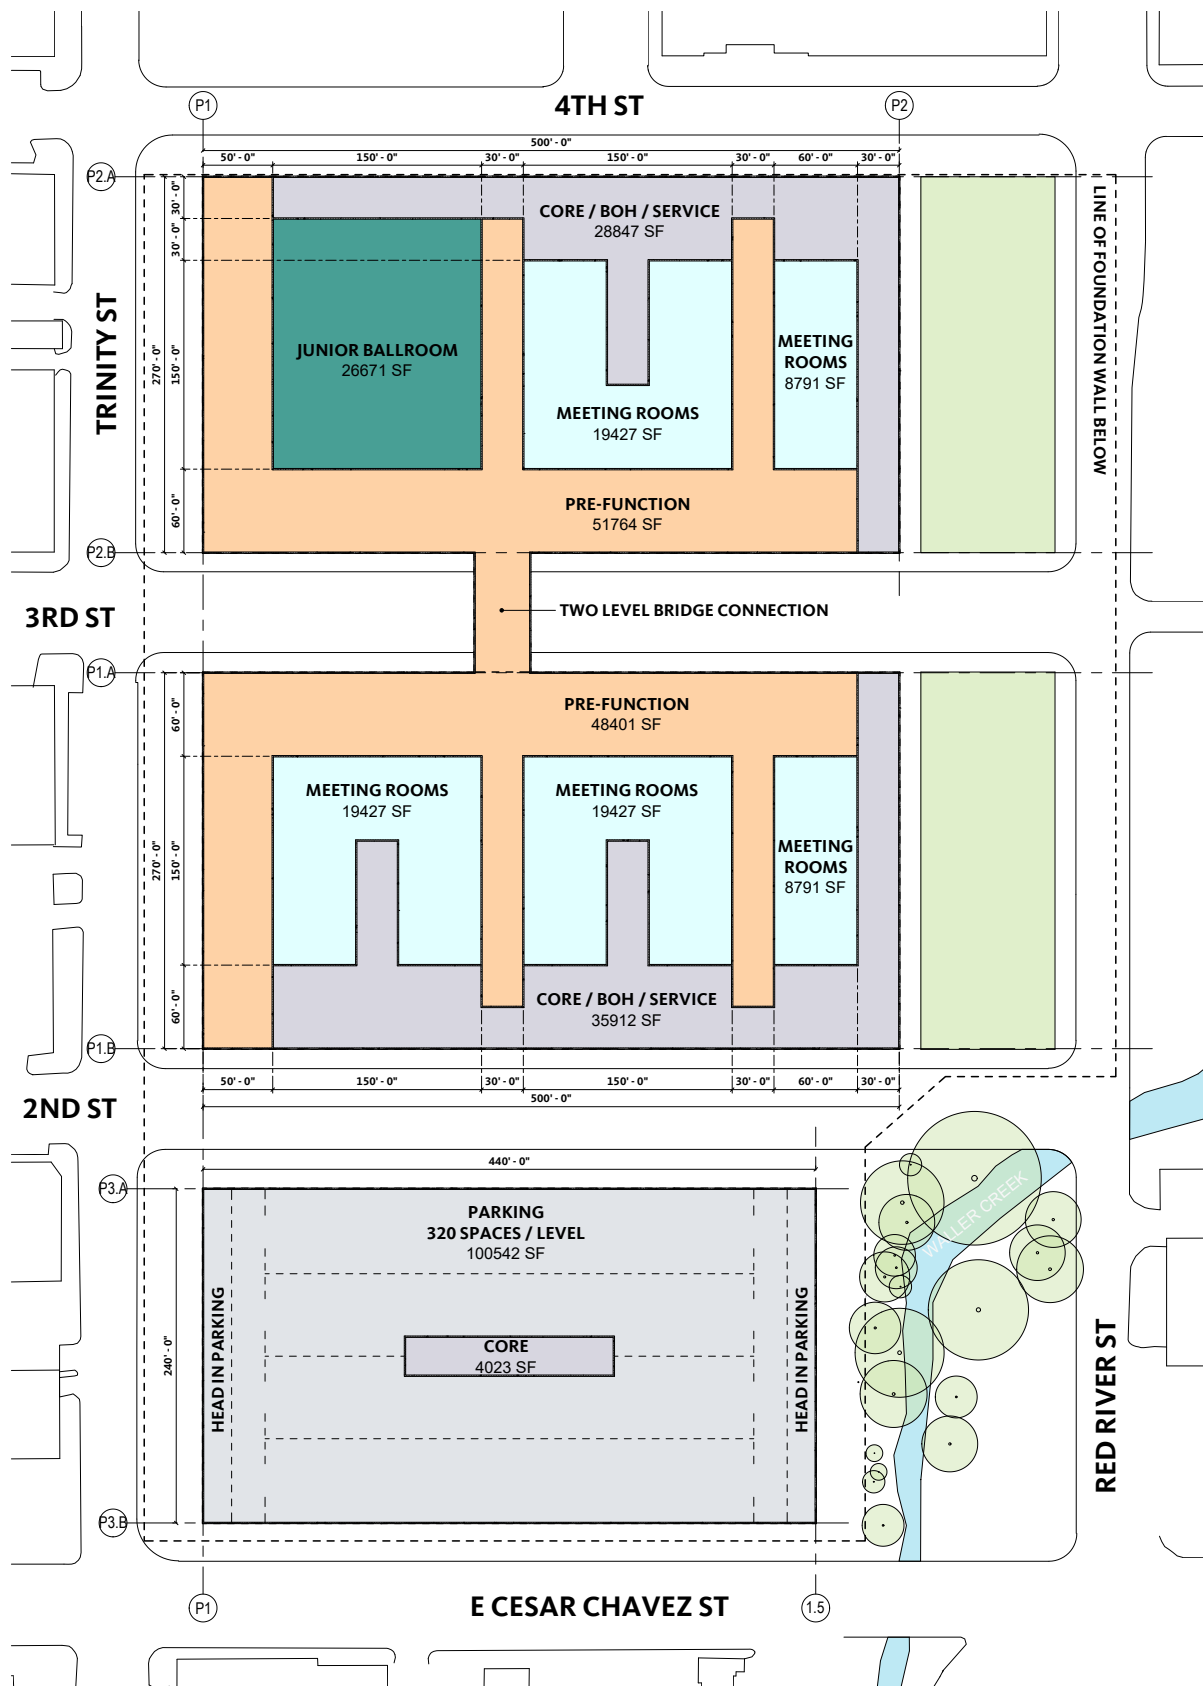 4TH ST
P1
P2
500' - 0"
50' - 0"
150' - 0"
30' - 0"
150' - 0"
30' - 0"
60' - 0"
30' - 0"
P2.A
30' - 0"
30' - 0"
CORE / BOH / SERVICE
28847 SF
LINE OF FOUNDATION WALL BELOW
TRINITY ST
270' - 0"
150' - 0"
JUNIOR BALLROOM
26671 SF
MEETING
ROOMS
8791 SF
MEETING ROOMS
19427 SF
60' - 0"
PRE-FUNCTION
51764 SF
P2.B
3RD ST
TWO LEVEL BRIDGE CONNECTION
P1.A
60' - 0"
PRE-FUNCTION
48401 SF
MEETING ROOMS
19427 SF
MEETING ROOMS
19427 SF
270' - 0"
150' - 0"
MEETING
ROOMS
8791 SF
60' - 0"
CORE / BOH / SERVICE
35912 SF
P1.B
50' - 0"
150' - 0"
30' - 0"
150' - 0"
30' - 0"
60' - 0"
30' - 0"
500' - 0"
2ND ST
440' - 0"
P3.A
PARKING
320 SPACES / LEVEL
100542 SF
WALLER CREEK
240' - 0"
HEAD IN PARKING
CORE
4023 SF
HEAD IN PARKING
RED RIVER ST
P3.B
P1
E CESAR CHAVEZ ST
1.5